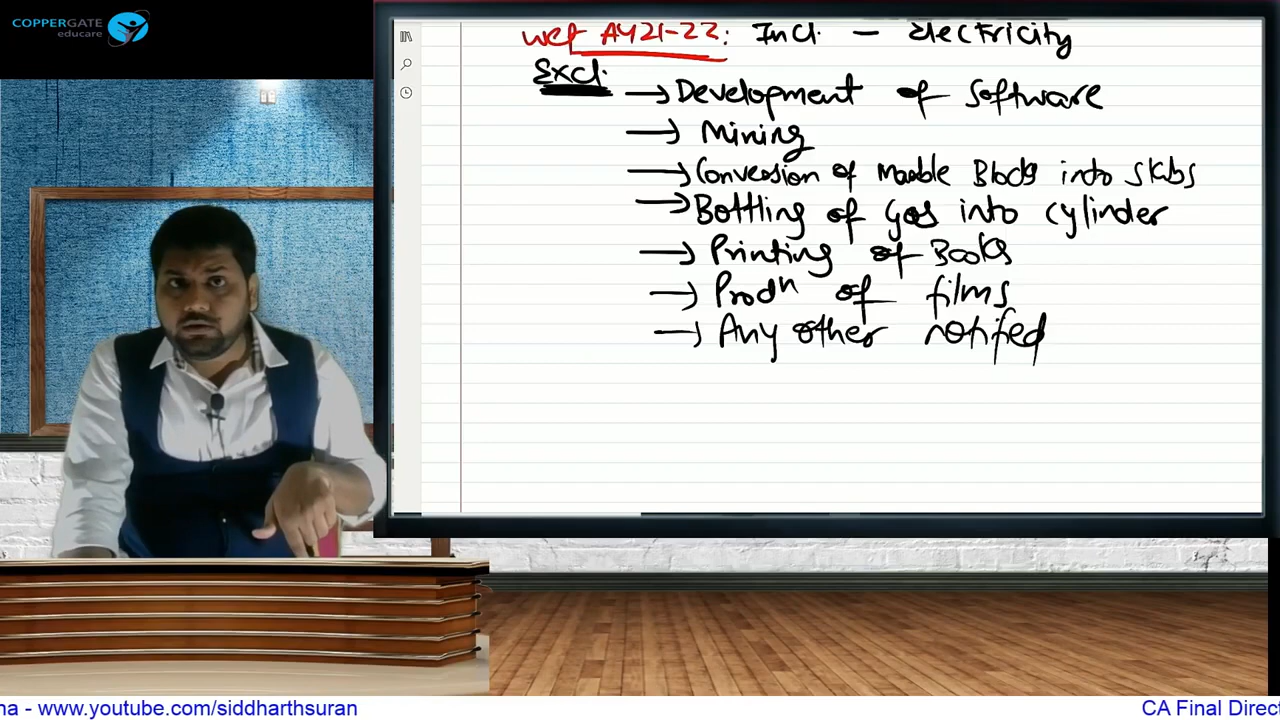 COPPERGATE
educare
wef AY21-22: Incl. — Electricity
Excl.
→ Development of Software
→ Mining
→ Conversion of Marble Blocks into Slabs
→ Bottling of Gas into cylinder
→ Printing of Books
→ Prodⁿ of films
→ Any other notifed
na - www.youtube.com/siddharthsuran
CA Final Direct